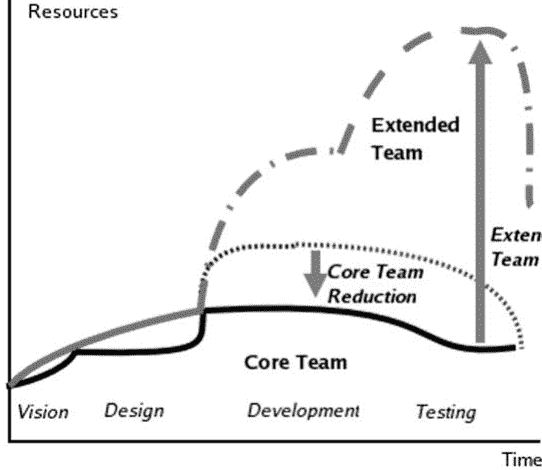 Resources
Extended
Team
Exten
Team
Core Team
Reduction
Core Team
Vision
Design
Development
Testing
Time